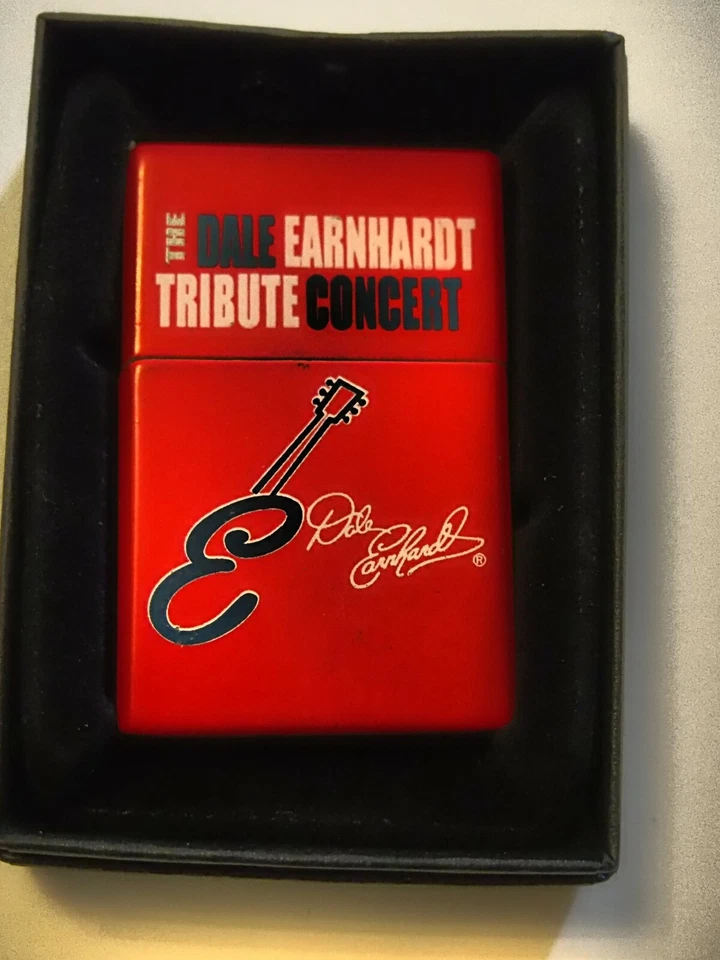 THE DALE EARNHARDT
TRIBUTE CONCERT
E
Dale
Earnhardt®